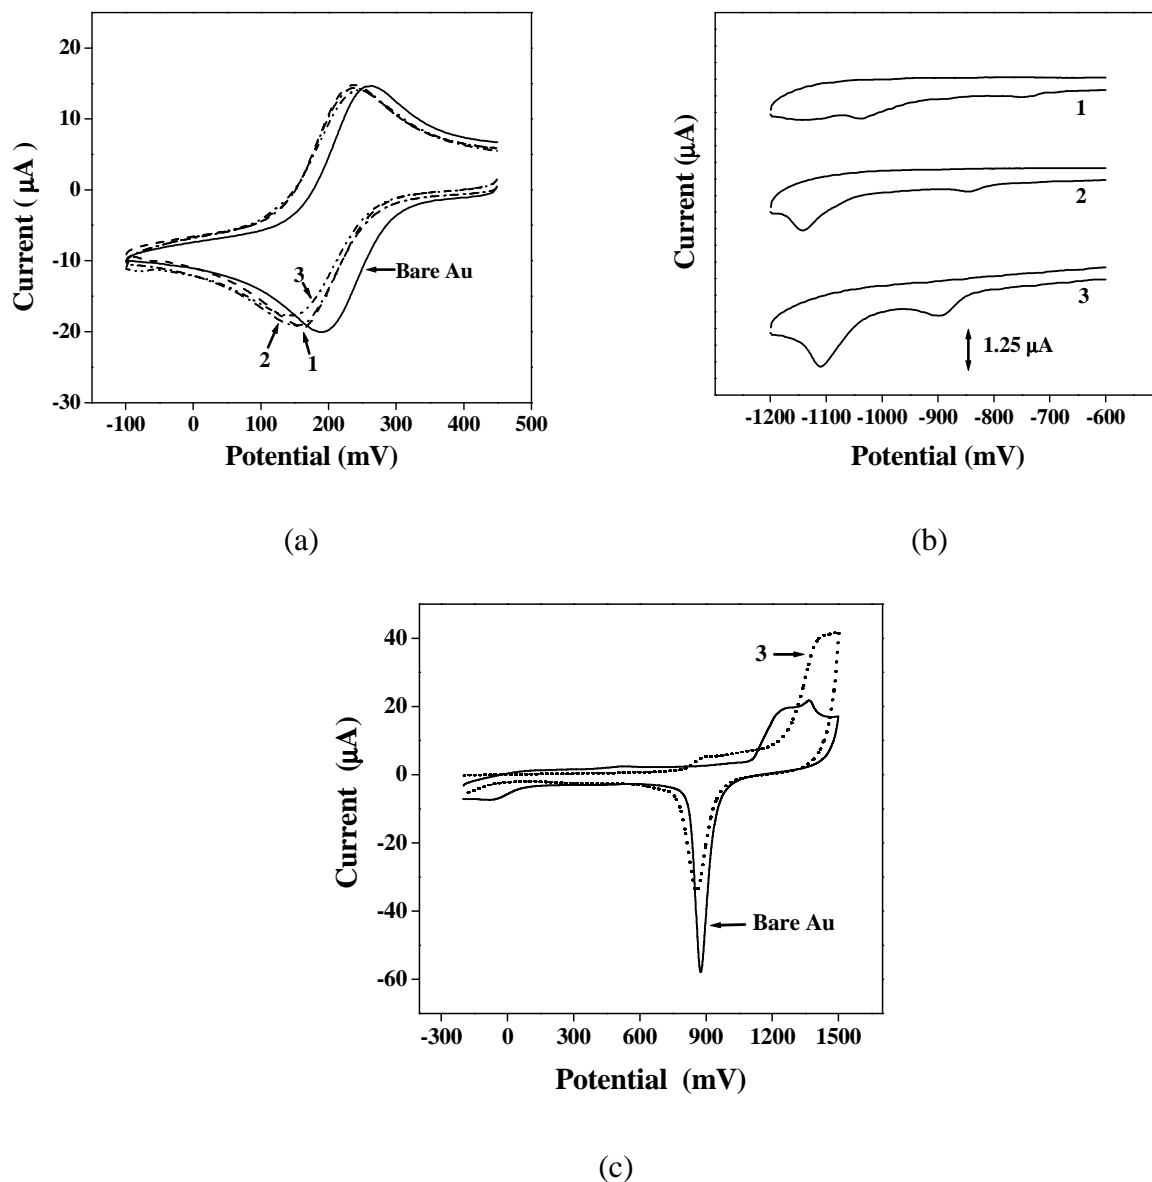 20
10
0
-10
-20
-30
Current ( μA )
3
Bare Au
2
1
-100 0 100 200 300 400 500
Potential (mV)
(a)
Current (μA)
1
2
3
1.25 μA
-1200 -1100 -1000 -900 -800 -700 -600
Potential (mV)
(b)
40
20
0
-20
-40
-60
Current (μA)
3
Bare Au
-300 0 300 600 900 1200 1500
Potential (mV)
(c)